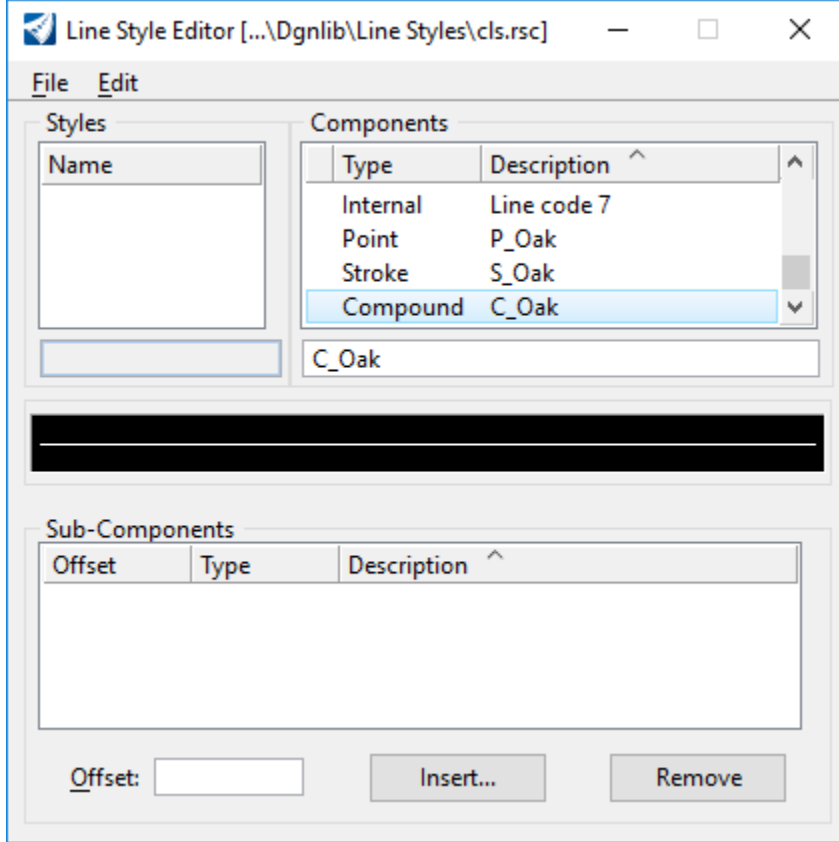 Line Style Editor [...\Dgnlib\Line Styles\cls.rsc]
File Edit
Styles
Name
Components
Type Description
Internal Line code 7
Point P_Oak
Stroke S_Oak
Compound C_Oak
C_Oak
Sub-Components
Offset Type Description
Offset: Insert... Remove